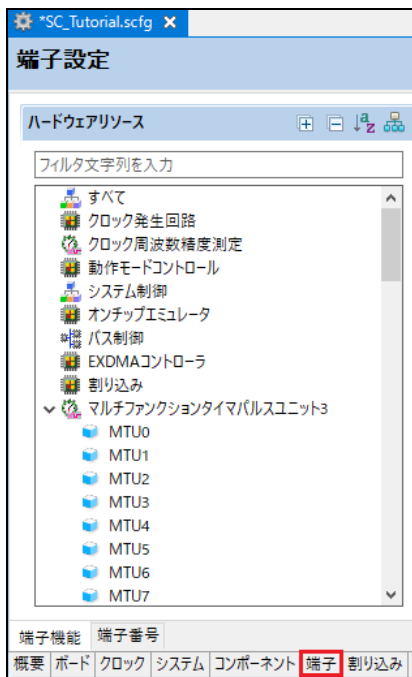 *SC_Tutorial.scfg
端子設定
ハードウェアリソース
フィルタ文字列を入力
すべて
クロック発生回路
クロック周波数精度測定
動作モードコントロール
システム制御
オンチップエミュレータ
バス制御
EXDMAコントローラ
割り込み
マルチファンクションタイマパルスユニット3
MTU0
MTU1
MTU2
MTU3
MTU4
MTU5
MTU6
MTU7
端子機能 端子番号
概要 ボード クロック システム コンポーネント 端子 割り込み